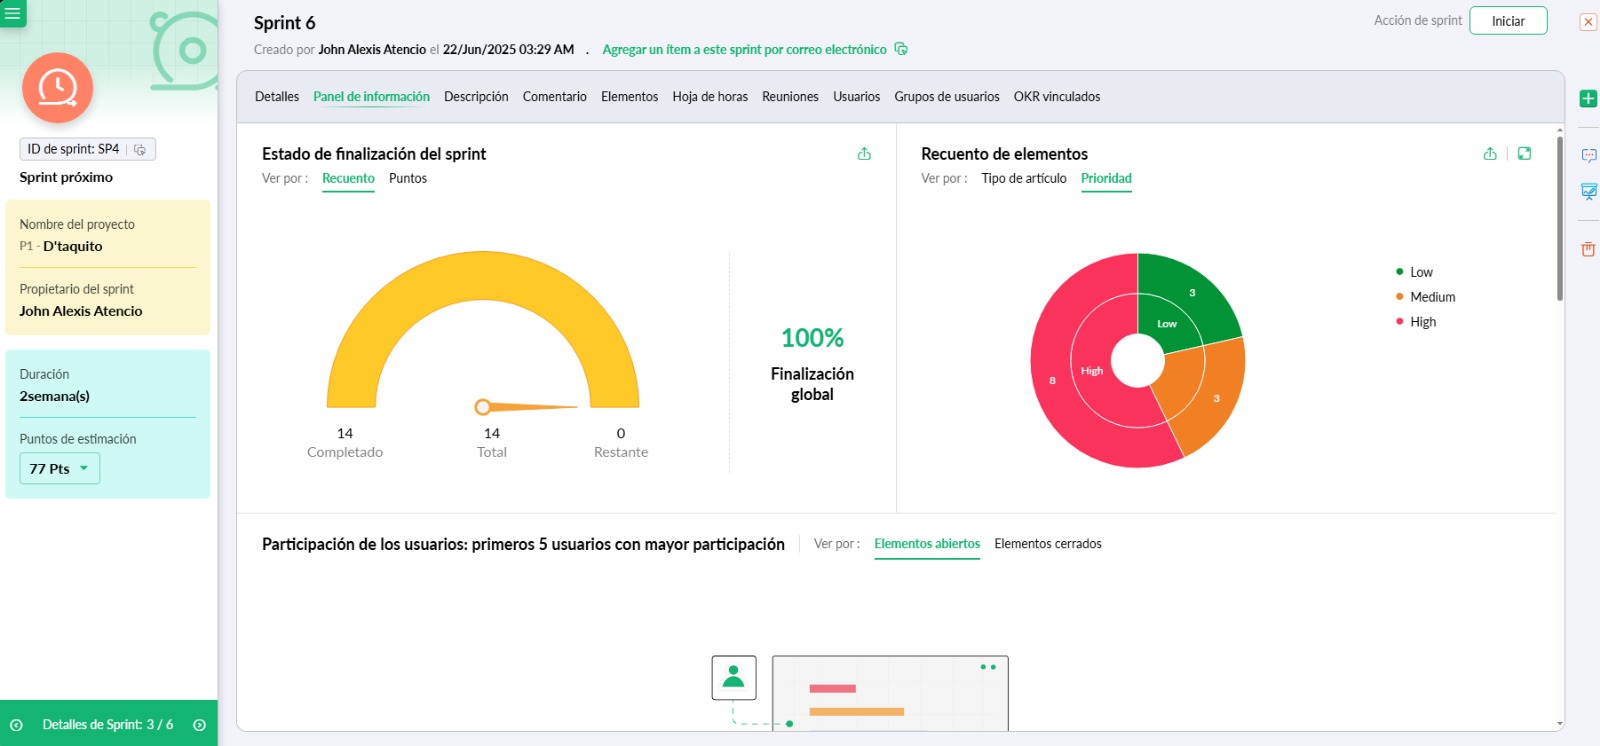 ID de sprint: SP4
Sprint próximo
Nombre del proyecto
P1 - D'taquito
Propietario del sprint
John Alexis Atencio
Duración
2semana(s)
Puntos de estimación
77 Pts
Detalles de Sprint: 3 / 6
Sprint 6
Acción de sprint
Iniciar
Creado por John Alexis Atencio el 22/Jun/2025 03:29 AM . Agregar un ítem a este sprint por correo electrónico
Detalles Panel de información Descripción Comentario Elementos Hoja de horas Reuniones Usuarios Grupos de usuarios OKR vinculados
Estado de finalización del sprint
Ver por : Recuento Puntos
14
Completado
14
Total
0
Restante
100%
Finalización
global
Recuento de elementos
Ver por : Tipo de artículo Prioridad
3
Low
High
8
3
Low
Medium
High
Participación de los usuarios: primeros 5 usuarios con mayor participación
Ver por : Elementos abiertos Elementos cerrados